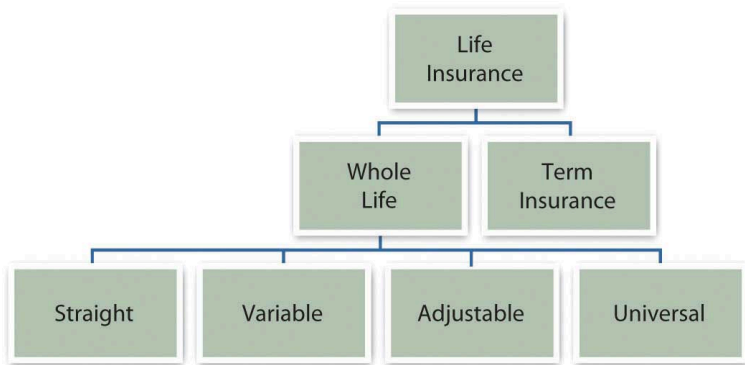 Life
Insurance
Whole
Life
Term
Insurance
Straight
Variable
Adjustable
Universal